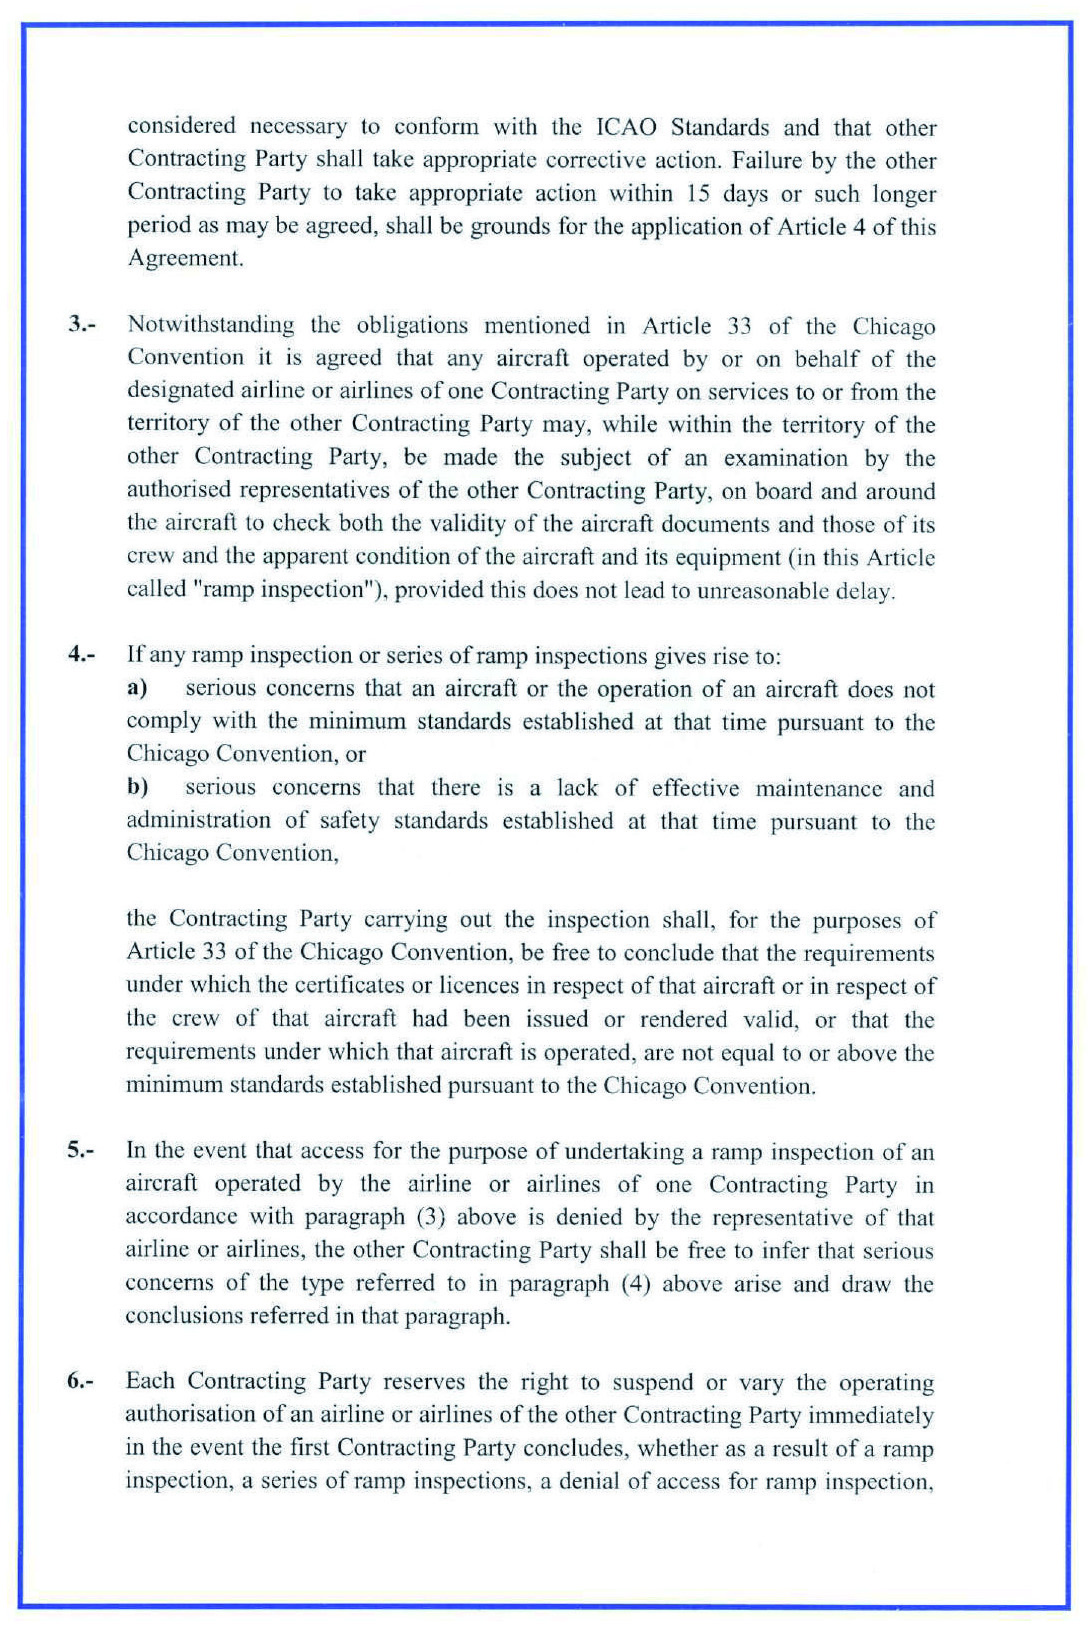 considered necessary to conform with the ICAO Standards and that other
Contracting Party shall take appropriate corrective action. Failure by the other
Contracting Party to take appropriate action within 15 days or such longer
period as may be agreed, shall be grounds for the application of Article 4 of this
Agreement.
3.- Notwithstanding the obligations mentioned in Article 33 of the Chicago
Convention it is agreed that any aircraft operated by or on behalf of the
designated airline or airlines of one Contracting Party on services to or from the
territory of the other Contracting Party may, while within the territory of the
other Contracting Party, be made the subject of an examination by the
authorised representatives of the other Contracting Party, on board and around
the aircraft to check both the validity of the aircraft documents and those of its
crew and the apparent condition of the aircraft and its equipment (in this Article
called "ramp inspection"), provided this does not lead to unreasonable delay.
4.- If any ramp inspection or series of ramp inspections gives rise to:
a) serious concerns that an aircraft or the operation of an aircraft does not
comply with the minimum standards established at that time pursuant to the
Chicago Convention, or
b) serious concerns that there is a lack of effective maintenance and
administration of safety standards established at that time pursuant to the
Chicago Convention,
the Contracting Party carrying out the inspection shall, for the purposes of
Article 33 of the Chicago Convention, be free to conclude that the requirements
under which the certificates or licences in respect of that aircraft or in respect of
the crew of that aircraft had been issued or rendered valid, or that the
requirements under which that aircraft is operated, are not equal to or above the
minimum standards established pursuant to the Chicago Convention.
5.- In the event that access for the purpose of undertaking a ramp inspection of an
aircraft operated by the airline or airlines of one Contracting Party in
accordance with paragraph (3) above is denied by the representative of that
airline or airlines, the other Contracting Party shall be free to infer that serious
concerns of the type referred to in paragraph (4) above arise and draw the
conclusions referred in that paragraph.
6.- Each Contracting Party reserves the right to suspend or vary the operating
authorisation of an airline or airlines of the other Contracting Party immediately
in the event the first Contracting Party concludes, whether as a result of a ramp
inspection, a series of ramp inspections, a denial of access for ramp inspection,